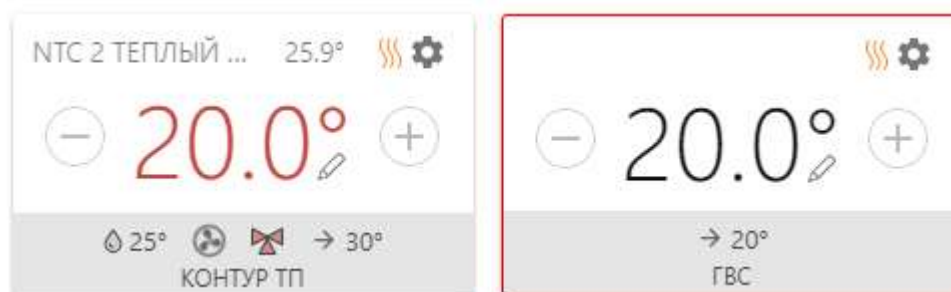 NTC 2 ТЕПЛЫЙ ... 25.9°
20.0°
25° → 30°
КОНТУР ТП
20.0°
→ 20°
ГВС